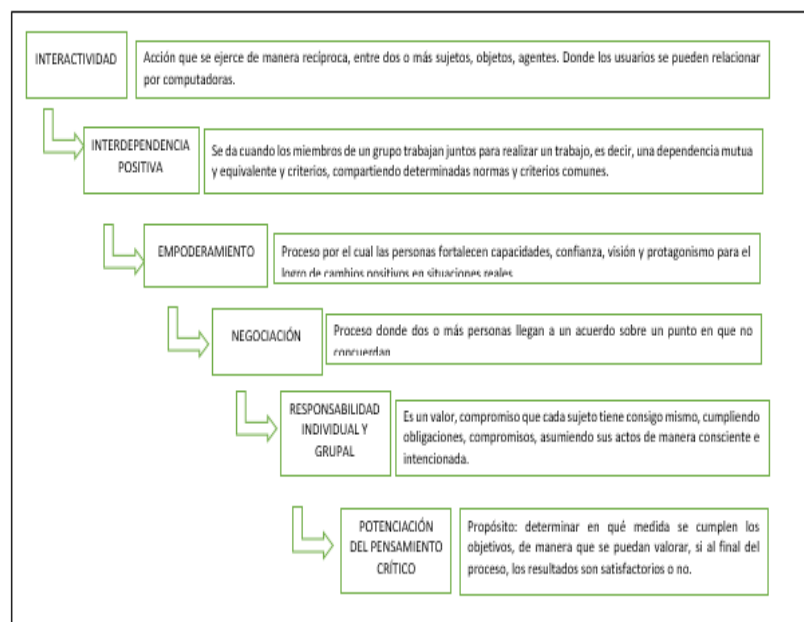 INTERACTIVIDAD
Acción que se ejerce de manera recíproca, entre dos o más sujetos, objetos, agentes. Donde los usuarios se pueden relacionar
por computadoras.
INTERDEPENDENCIA
POSITIVA
Se da cuando los miembros de un grupo trabajan juntos para realizar un trabajo, es decir, una dependencia mutua
y equivalente y criterios, compartiendo determinadas normas y criterios comunes.
EMPODERAMIENTO
Proceso por el cual las personas fortalecen capacidades, confianza, visión y protagonismo para el
logro de cambios positivos en situaciones reales
NEGOCIACIÓN
Proceso donde dos o más personas llegan a un acuerdo sobre un punto en que no
concuerdan
RESPONSABILIDAD
INDIVIDUAL Y
GRUPAL
Es un valor, compromiso que cada sujeto tiene consigo mismo, cumpliendo
obligaciones, compromisos, asumiendo sus actos de manera consciente e
intencionada.
POTENCIACIÓN
DEL PENSAMIENTO
CRÍTICO
Propósito: determinar en qué medida se cumplen los
objetivos, de manera que se puedan valorar, si al final del
proceso, los resultados son satisfactorios o no.